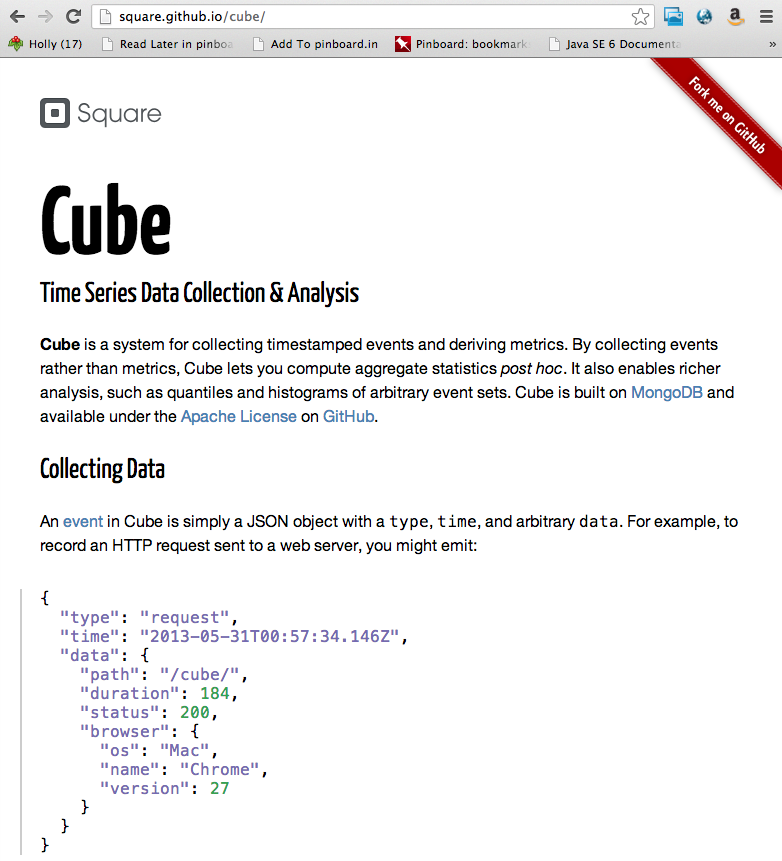 square.github.io/cube/
Holly (17) Read Later in pinbo Add To pinboard.in Pinboard: bookmark Java SE 6 Documenta »
Fork me on GitHub
Square
Cube
Time Series Data Collection & Analysis
Cube is a system for collecting timestamped events and deriving metrics. By collecting events
rather than metrics, Cube lets you compute aggregate statistics post hoc. It also enables richer
analysis, such as quantiles and histograms of arbitrary event sets. Cube is built on MongoDB and
available under the Apache License on GitHub.
Collecting Data
An event in Cube is simply a JSON object with a type, time, and arbitrary data. For example, to
record an HTTP request sent to a web server, you might emit:
{
  "type": "request",
  "time": "2013-05-31T00:57:34.146Z",
  "data": {
    "path": "/cube/",
    "duration": 184,
    "status": 200,
    "browser": {
      "os": "Mac",
      "name": "Chrome",
      "version": 27
    }
  }
}